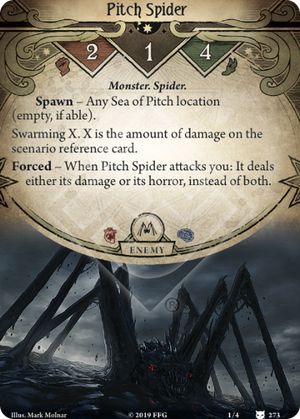 Pitch Spider
2 1 4
Monster. Spider.
Spawn – Any Sea of Pitch location
(empty, if able).
Swarming X. X is the amount of damage on the
scenario reference card.
Forced – When Pitch Spider attacks you: It deals
either its damage or its horror, instead of both.
ENEMY
Illus. Mark Molnar © 2019 FFG 1/4 273